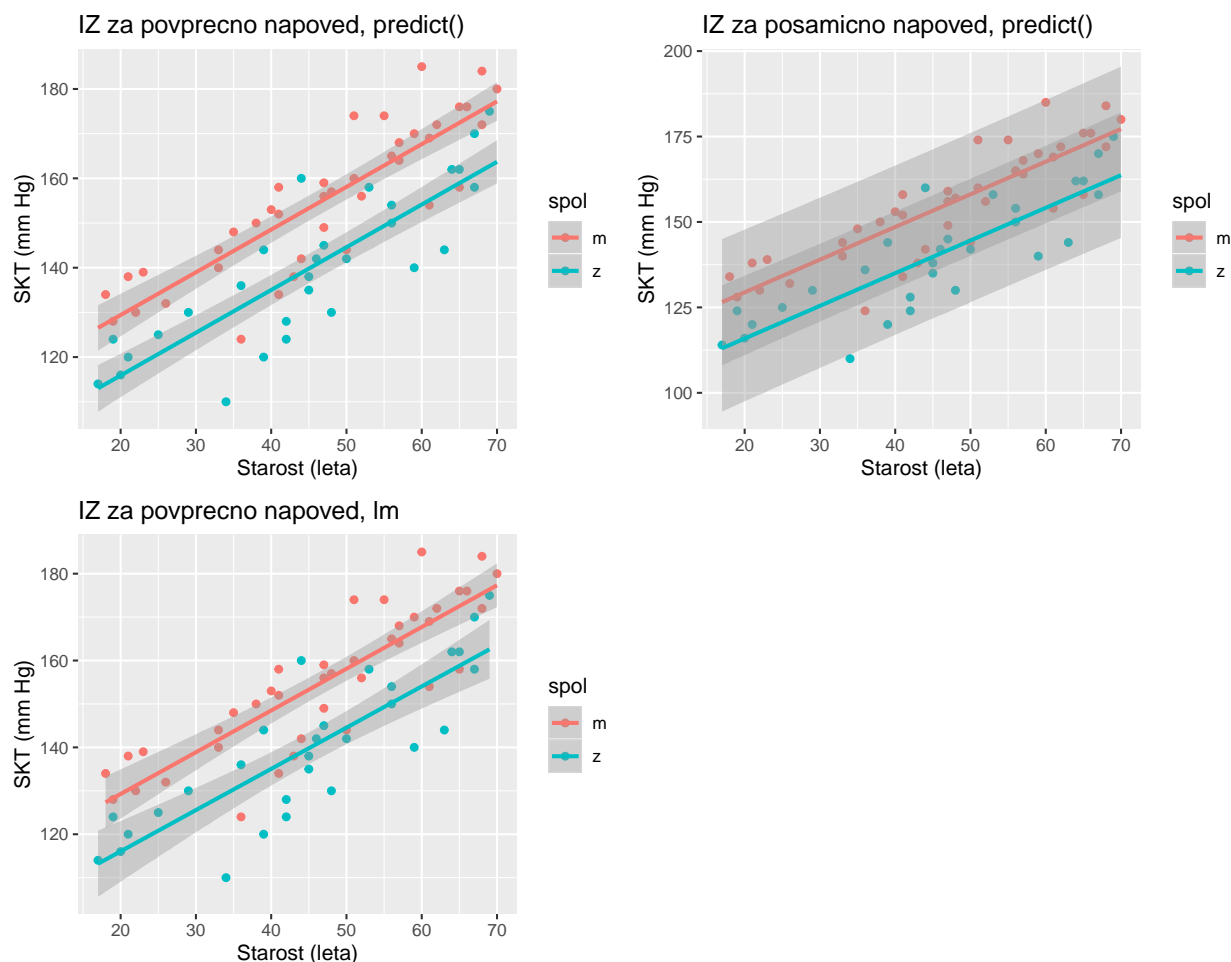 IZ za povprecno napoved, predict()
180
160
140
120
20 30 40 50 60 70
Starost (leta)
SKT (mm Hg)
spol
m
z
IZ za posamicno napoved, predict()
200
175
150
125
100
20 30 40 50 60 70
Starost (leta)
SKT (mm Hg)
spol
m
z
IZ za povprecno napoved, lm
180
160
140
120
20 30 40 50 60 70
Starost (leta)
SKT (mm Hg)
spol
m
z